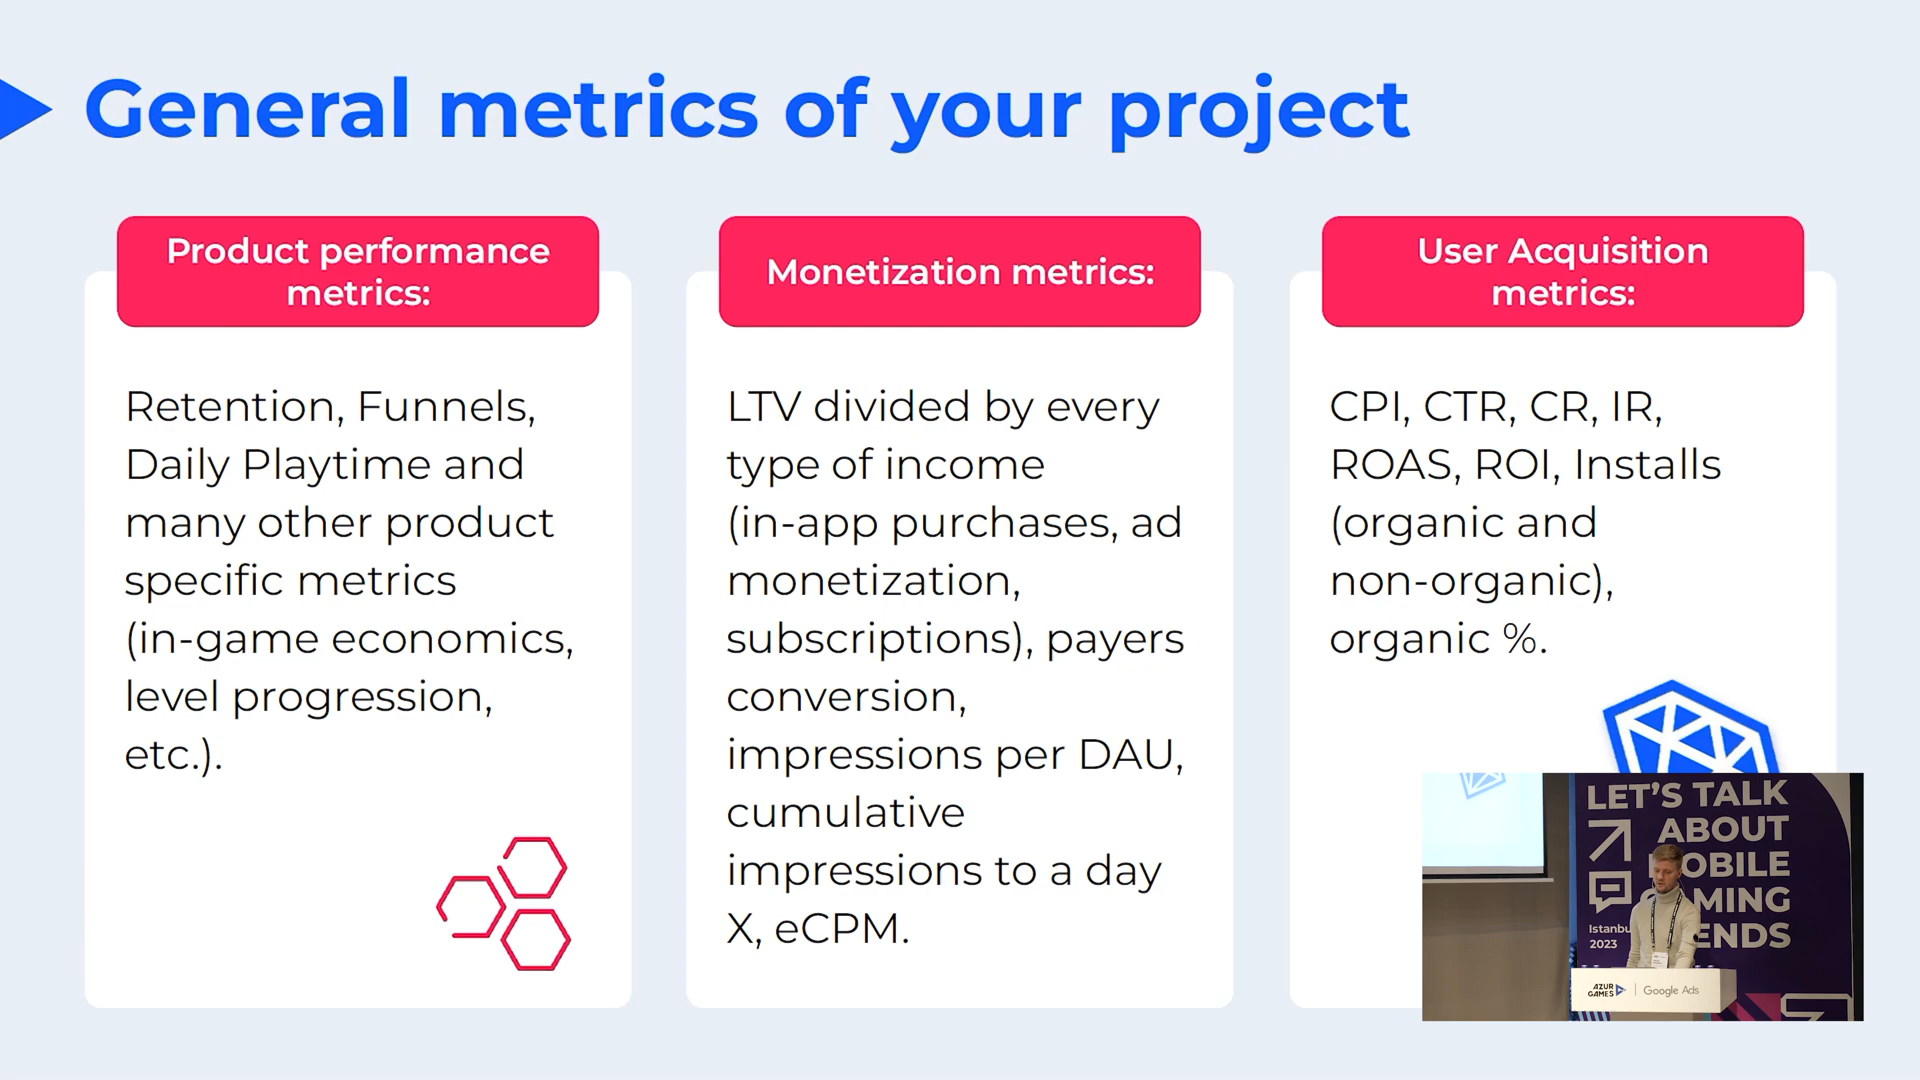 General metrics of your project
Product performance
metrics:
Retention, Funnels,
Daily Playtime and
many other product
specific metrics
(in-game economics,
level progression,
etc.).
Monetization metrics:
LTV divided by every
type of income
(in-app purchases, ad
monetization,
subscriptions), payers
conversion,
impressions per DAU,
cumulative
impressions to a day
X, eCPM.
User Acquisition
metrics:
CPI, CTR, CR, IR,
ROAS, ROI, Installs
(organic and
non-organic),
organic %.
LET'S TALK
ABOUT
2023
AZUR
GAMES
Google Ads